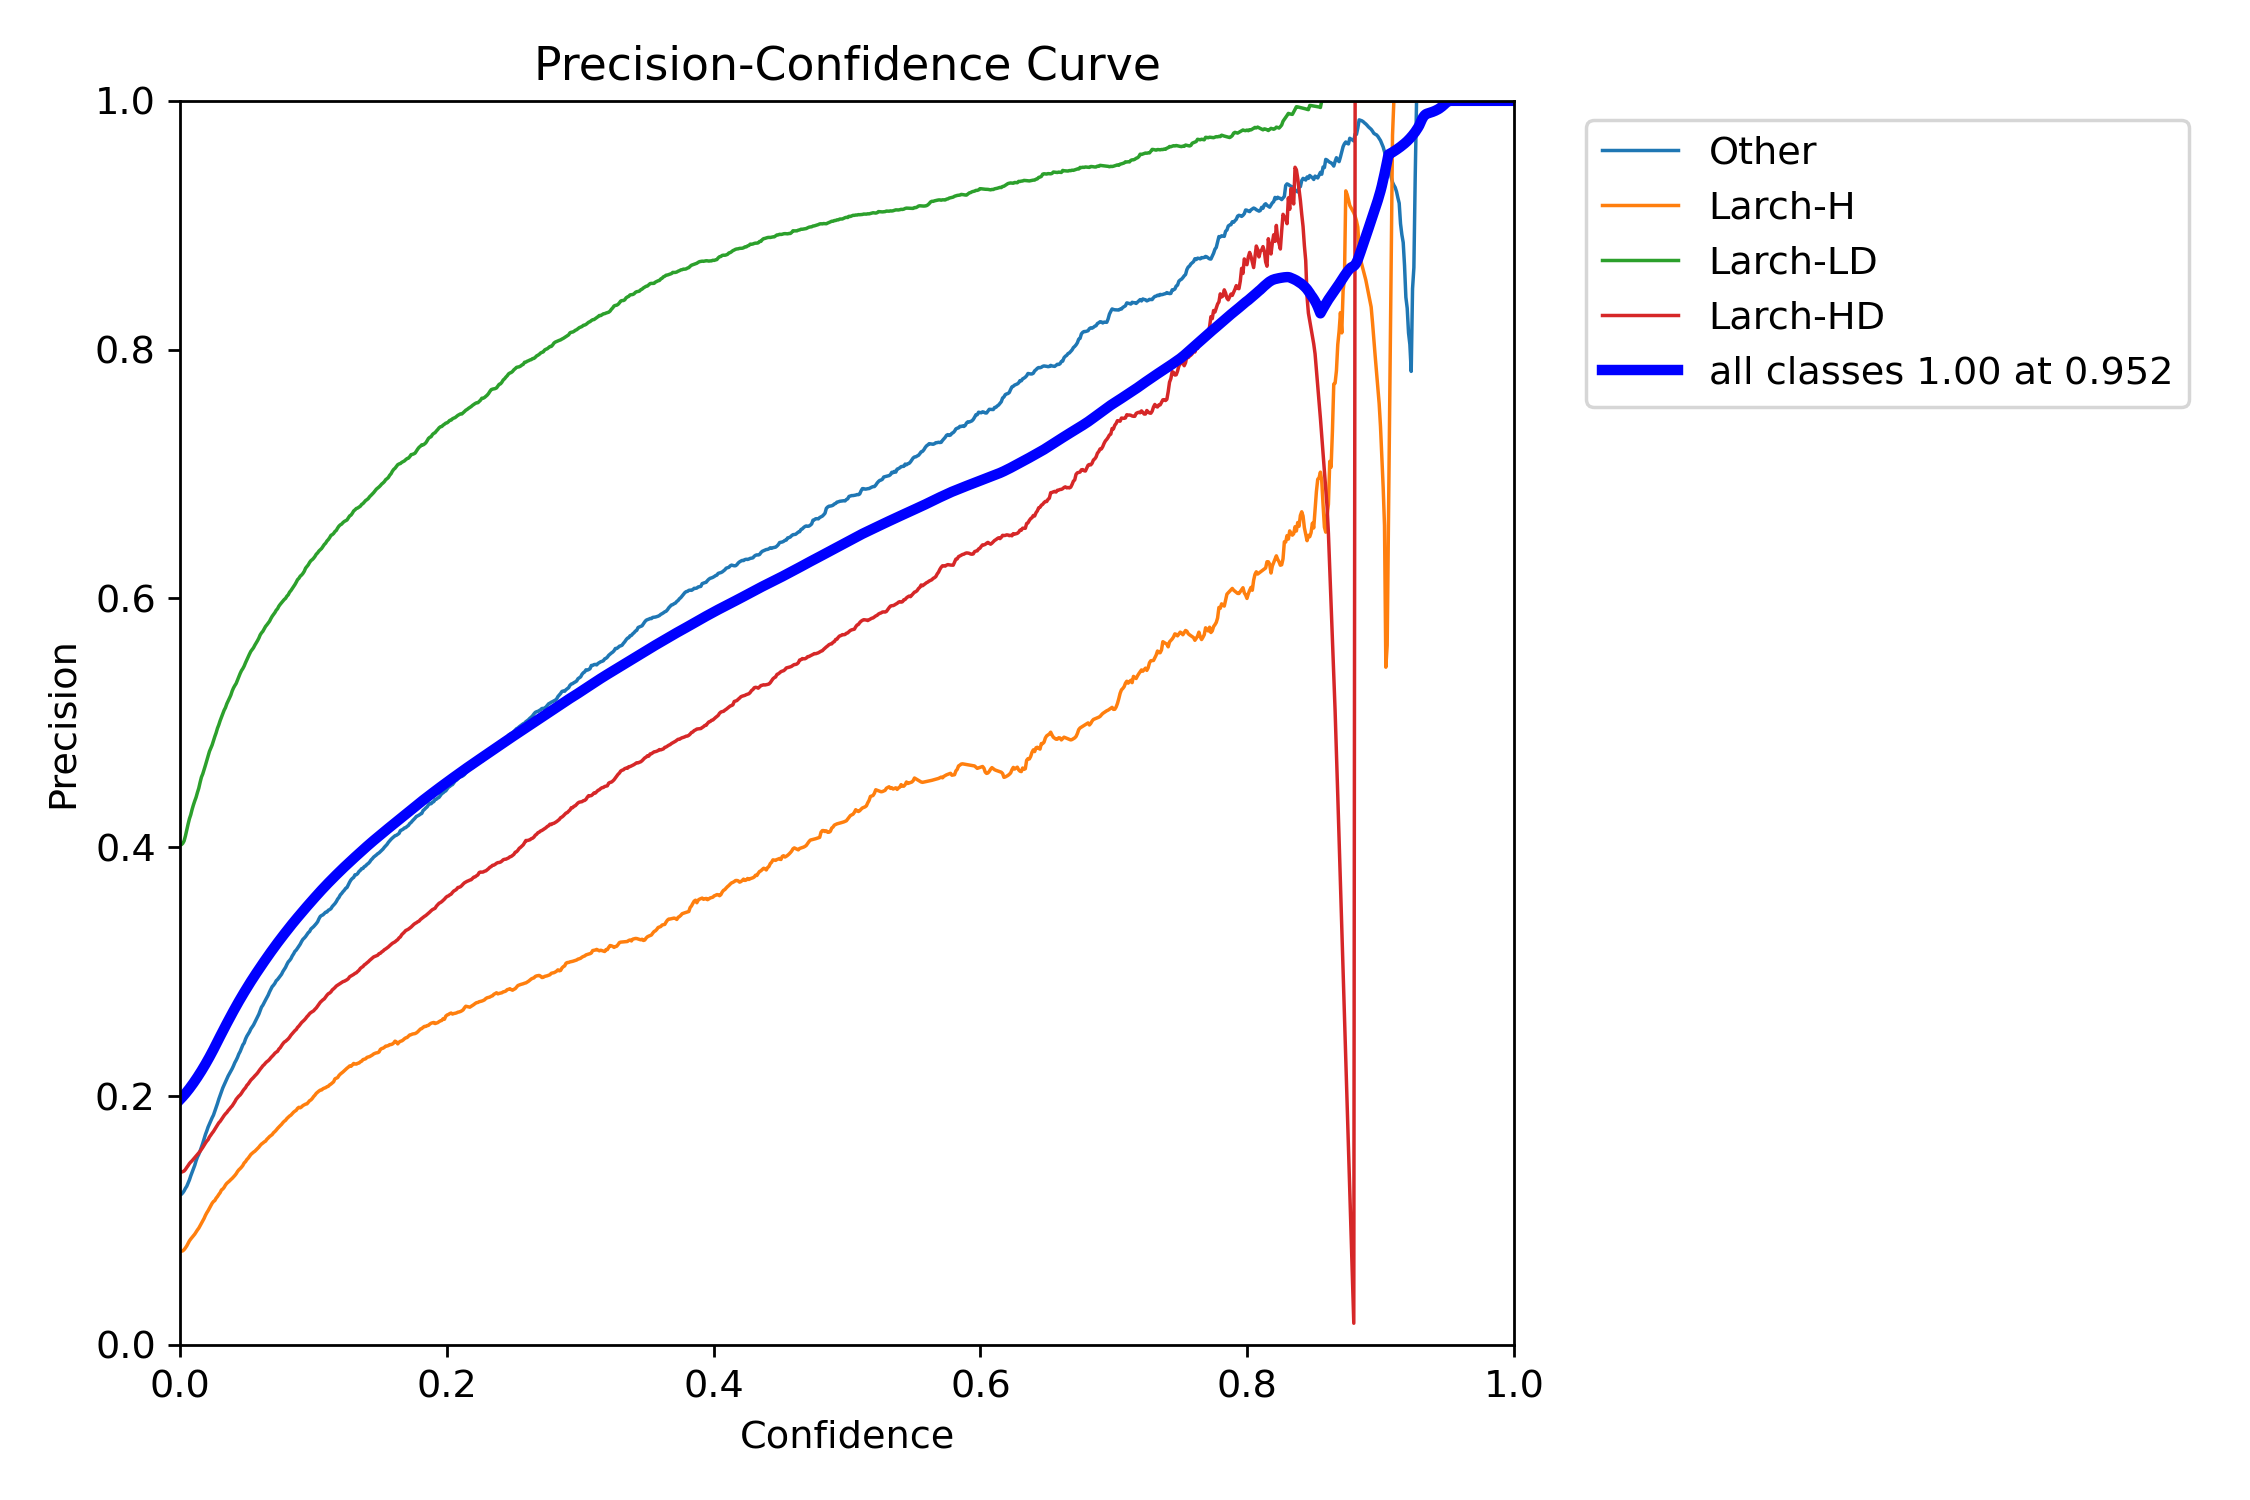 Precision-Confidence Curve
1.0
0.8
0.6
0.4
0.2
0.0
Precision
0.0 0.2 0.4 0.6 0.8 1.0
Confidence
Other
Larch-H
Larch-LD
Larch-HD
all classes 1.00 at 0.952